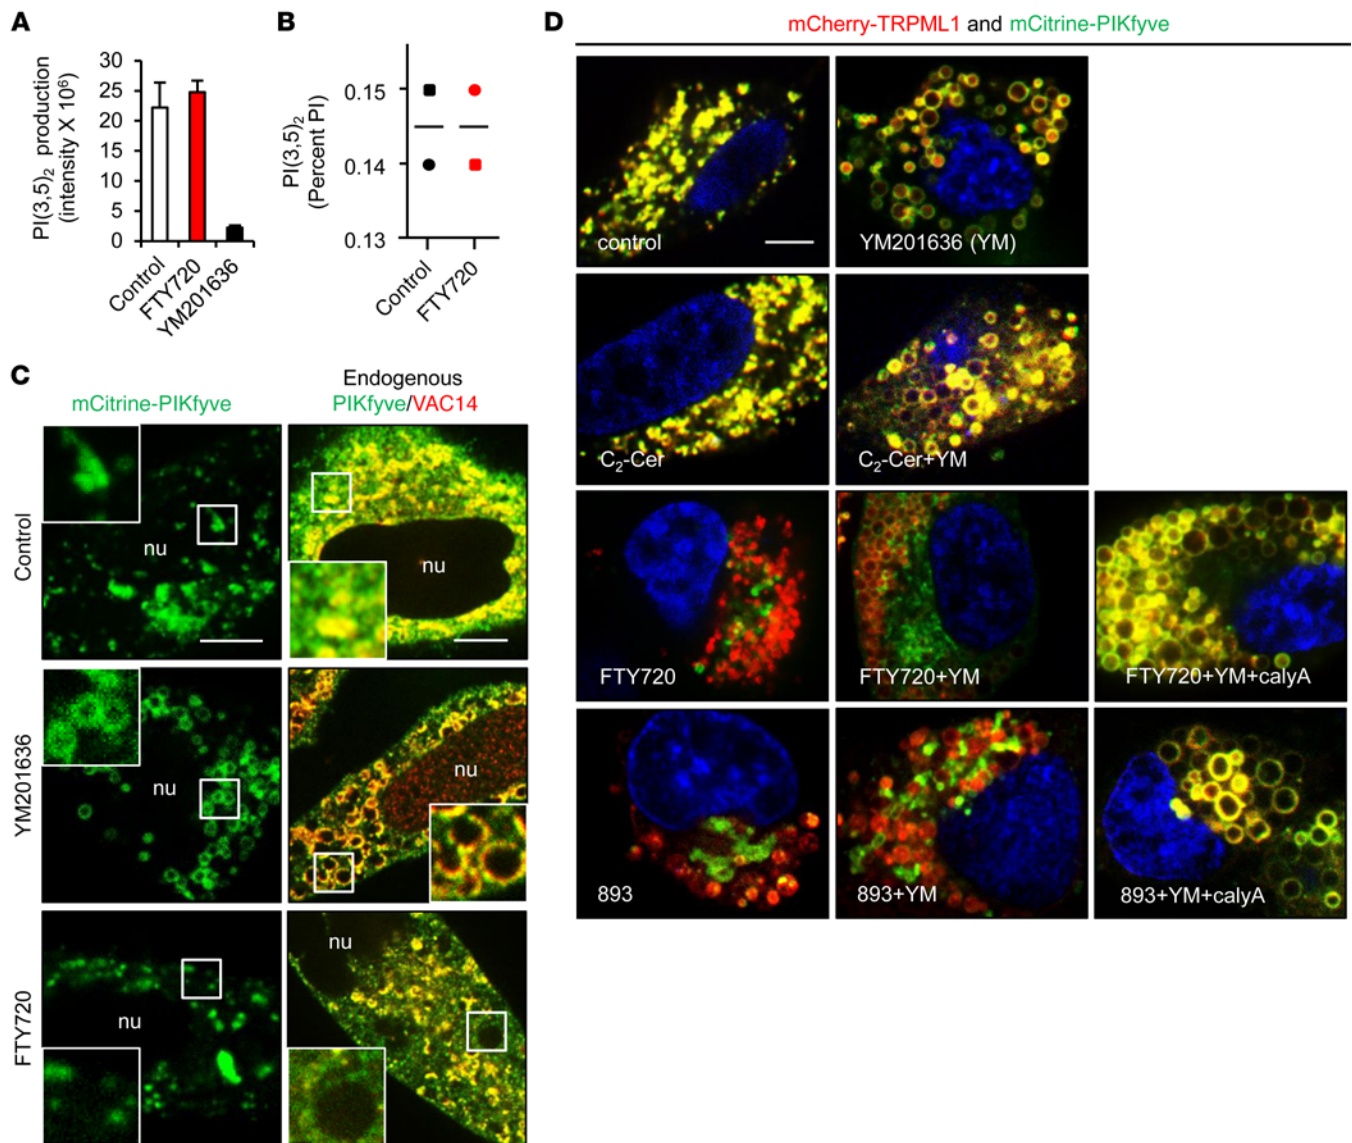 A
PI(3,5)2 production
(intensity X 10^6)
30
25
20
15
10
5
0
Control
FTY720
YM201636
B
PI(3,5)2
(Percent PI)
0.15
0.14
0.13
Control
FTY720
C
mCitrine-PIKfyve
Endogenous
PIKfyve/VAC14
Control
nu
nu
YM201636
nu
nu
FTY720
nu
nu
D
mCherry-TRPML1 and mCitrine-PIKfyve
control
YM201636 (YM)
C2-Cer
C2-Cer+YM
FTY720
FTY720+YM
FTY720+YM+calyA
893
893+YM
893+YM+calyA